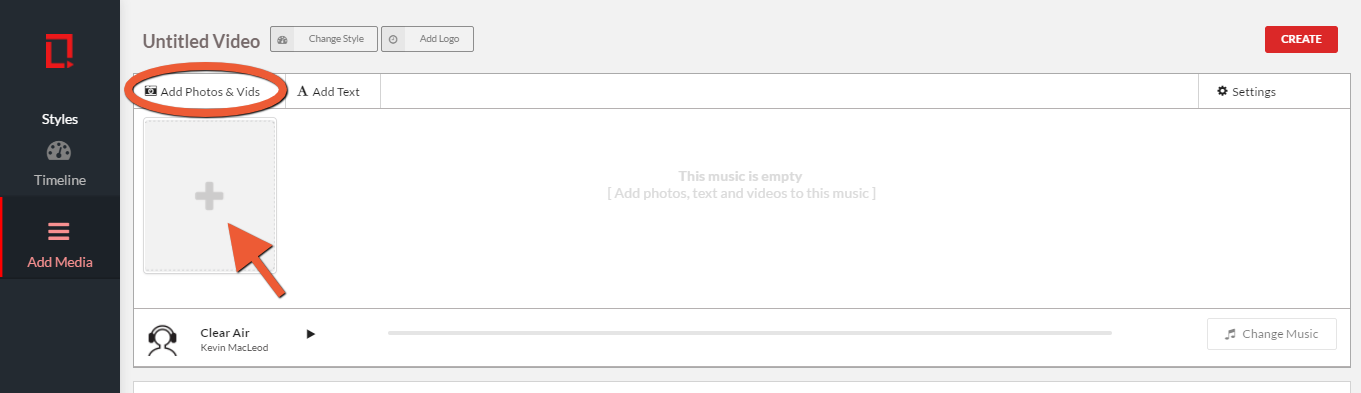 Untitled Video
Change Style
Add Logo
CREATE
Styles
Timeline
Add Media
Add Photos & Vids
A Add Text
Settings
This music is empty
[ Add photos, text and videos to this music ]
Clear Air
Kevin MacLeod
Change Music